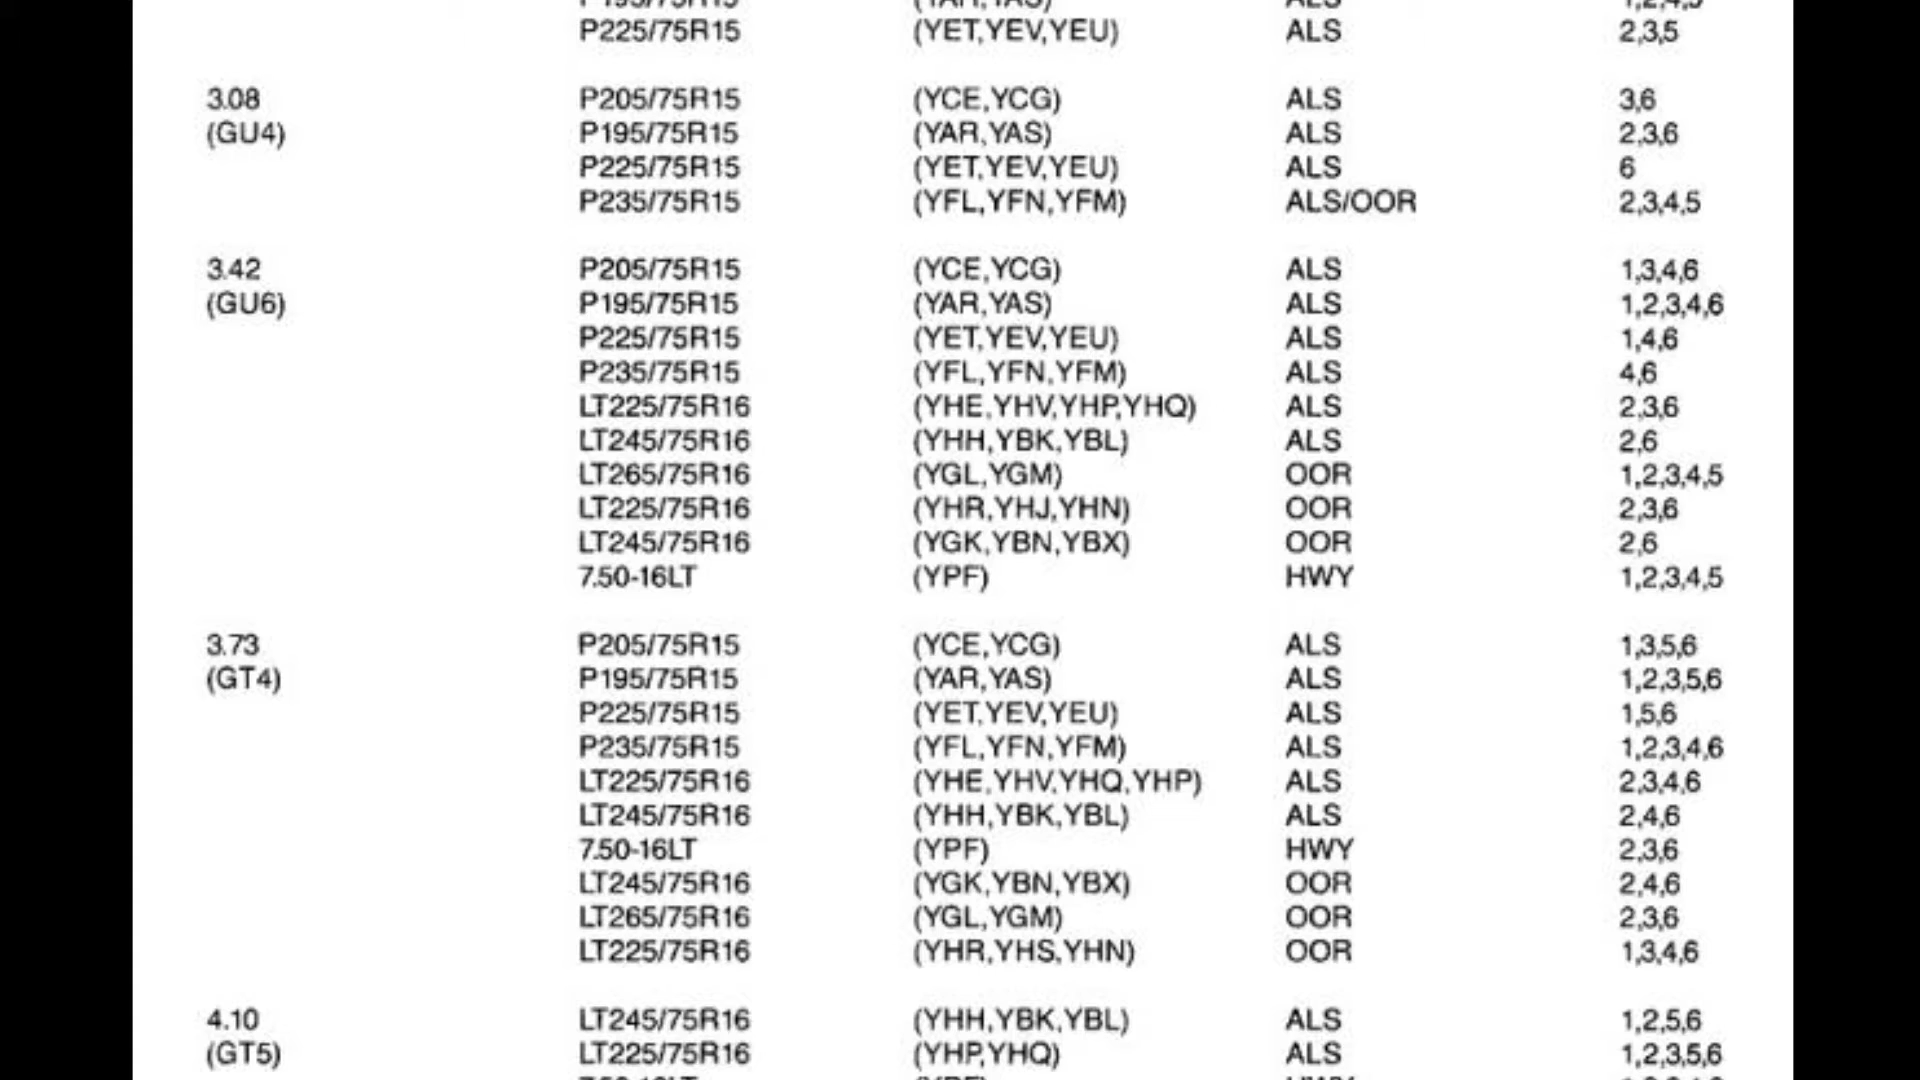 P195/75R15 (YAR,YAS) ALS 1,2,4,5
P225/75R15 (YET,YEV,YEU) ALS 2,3,5
3.08 P205/75R15 (YCE,YCG) ALS 3,6
(GU4) P195/75R15 (YAR,YAS) ALS 2,3,6
P225/75R15 (YET,YEV,YEU) ALS 6
P235/75R15 (YFL,YFN,YFM) ALS/OOR 2,3,4,5
3.42 P205/75R15 (YCE,YCG) ALS 1,3,4,6
(GU6) P195/75R15 (YAR,YAS) ALS 1,2,3,4,6
P225/75R15 (YET,YEV,YEU) ALS 1,4,6
P235/75R15 (YFL,YFN,YFM) ALS 4,6
LT225/75R16 (YHE,YHV,YHP,YHQ) ALS 2,3,6
LT245/75R16 (YHH,YBK,YBL) ALS 2,6
LT265/75R16 (YGL,YGM) OOR 1,2,3,4,5
LT225/75R16 (YHR,YHJ,YHN) OOR 2,3,6
LT245/75R16 (YGK,YBN,YBX) OOR 2,6
7.50-16LT (YPF) HWY 1,2,3,4,5
3.73 P205/75R15 (YCE,YCG) ALS 1,3,5,6
(GT4) P195/75R15 (YAR,YAS) ALS 1,2,3,5,6
P225/75R15 (YET,YEV,YEU) ALS 1,5,6
P235/75R15 (YFL,YFN,YFM) ALS 1,2,3,4,6
LT225/75R16 (YHE,YHV,YHQ,YHP) ALS 2,3,4,6
LT245/75R16 (YHH,YBK,YBL) ALS 2,4,6
7.50-16LT (YPF) HWY 2,3,6
LT245/75R16 (YGK,YBN,YBX) OOR 2,4,6
LT265/75R16 (YGL,YGM) OOR 2,3,6
LT225/75R16 (YHR,YHS,YHN) OOR 1,3,4,6
4.10 LT245/75R16 (YHH,YBK,YBL) ALS 1,2,5,6
(GT5) LT225/75R16 (YHP,YHQ) ALS 1,2,3,5,6